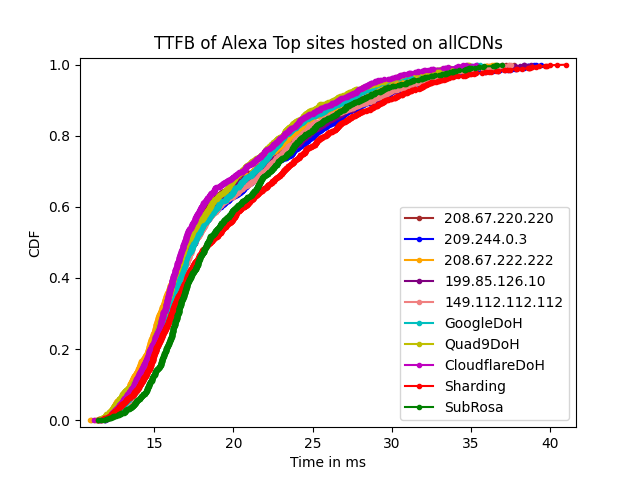 TTFB of Alexa Top sites hosted on allCDNs
1.0
0.8
0.6
0.4
0.2
0.0
CDF
208.67.220.220
209.244.0.3
208.67.222.222
199.85.126.10
149.112.112.112
GoogleDoH
Quad9DoH
CloudflareDoH
Sharding
SubRosa
15 20 25 30 35 40
Time in ms